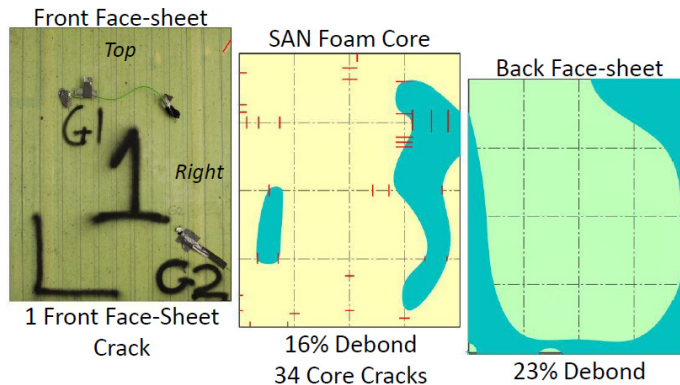 Front Face-sheet
Top
G1
1
Right
L
G2
1 Front Face-Sheet
Crack
SAN Foam Core
16% Debond
34 Core Cracks
Back Face-sheet
23% Debond